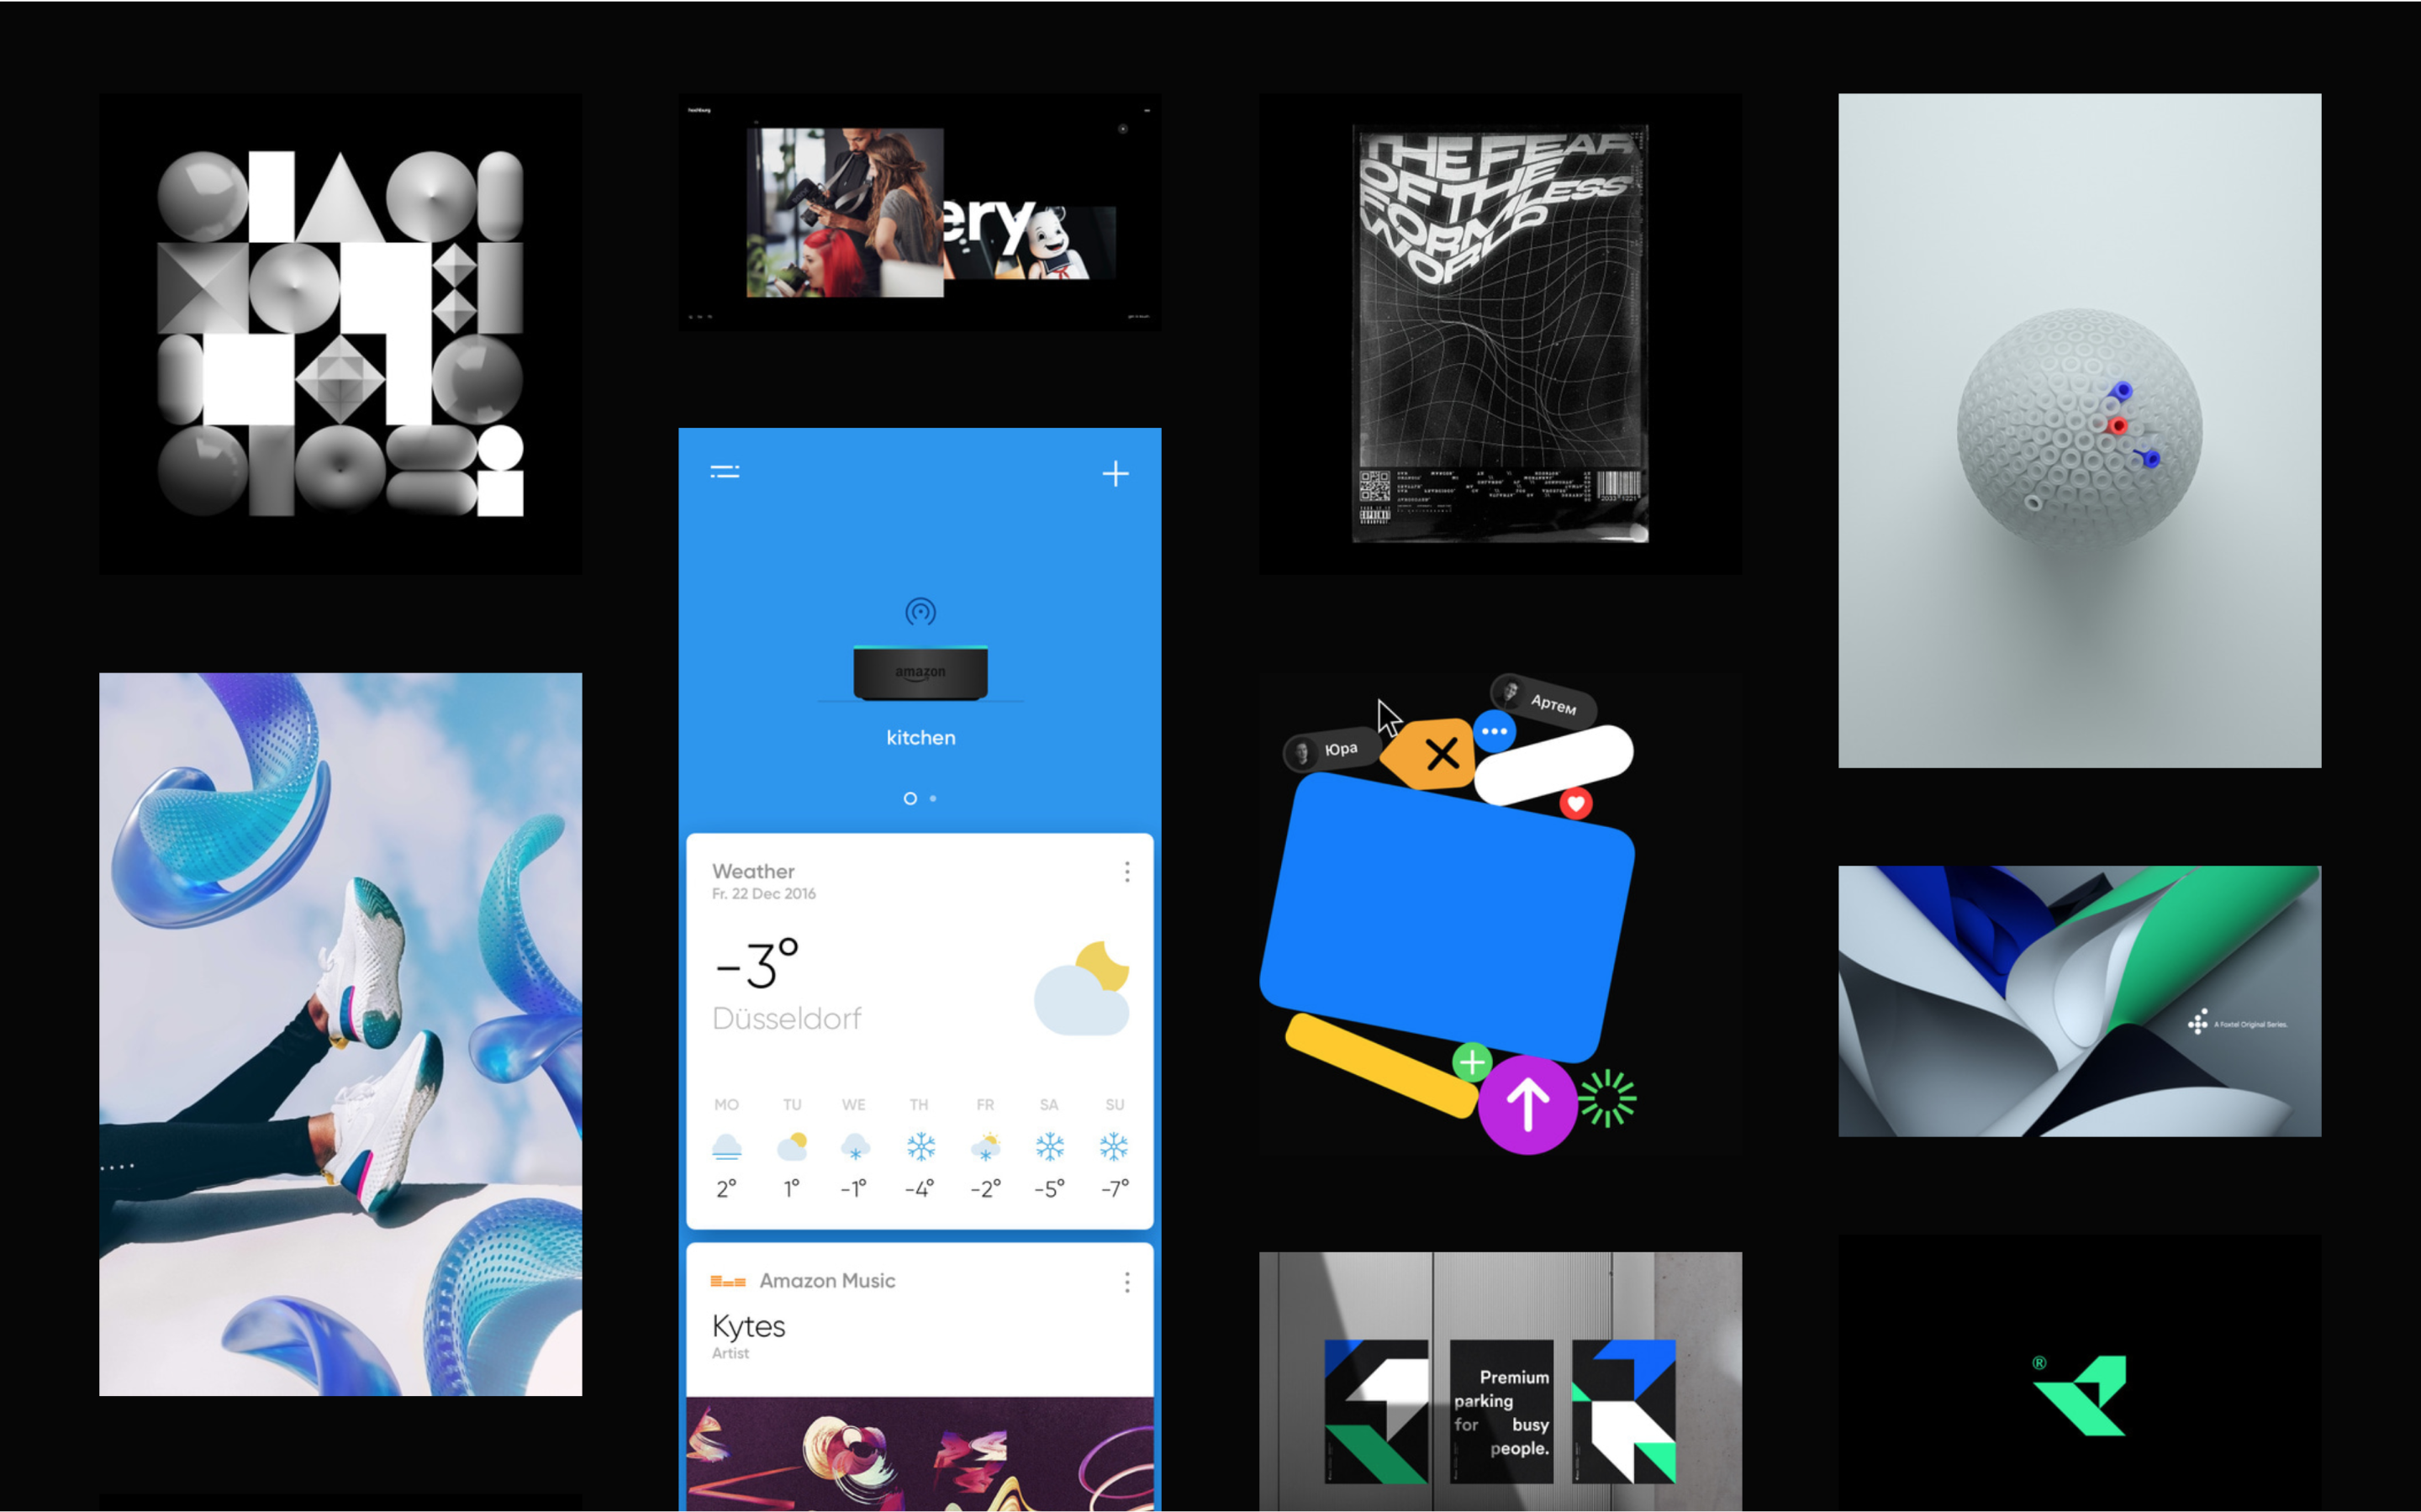 ery
THE FEAR
OF THE
FORMLESS
WORLD
amazon
kitchen
Weather
Fr. 22 Dec 2016
-3°
Düsseldorf
MO TU WE TH FR SA SU
2° 1° -1° -4° -2° -5° -7°
Amazon Music
Kytes
Artist
Артем
Юра
A Foxtel Original Series.
Premium
parking
for busy
people.
®